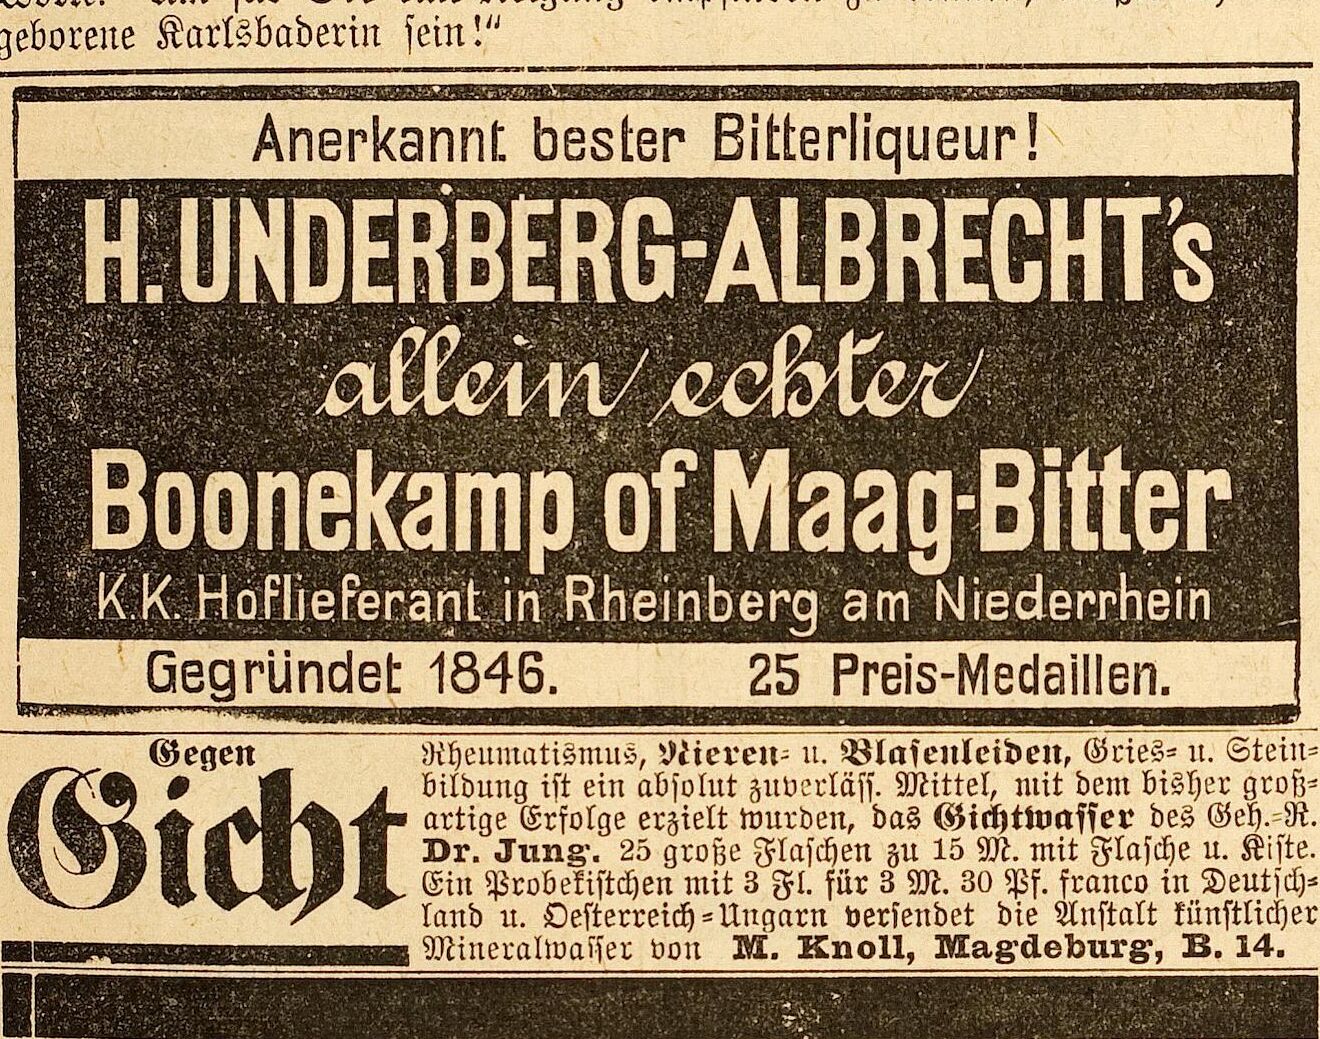 geborene Karlsbaderin sein!“
Anerkannt bester Bitterliqueur!
H. UNDERBERG-ALBRECHT's
allein echter
Boonekamp of Maag-Bitter
K.K. Hoflieferant in Rheinberg am Niederrhein
Gegründet 1846. 25 Preis-Medaillen.
Gegen
Gicht
Rheumatismus, Nieren- u. Blasenleiden, Gries- u. Stein-
bildung ist ein absolut zuverläss. Mittel, mit dem bisher groß-
artige Erfolge erzielt wurden, das Gichtwasser des Geh.-R.
Dr. Jung. 25 große Flaschen zu 15 M. mit Flasche u. Kiste.
Ein Probekistchen mit 3 Fl. für 3 M. 30 Pf. franco in Deutsch-
land u. Oesterreich-Ungarn versendet die Anstalt künstlicher
Mineralwasser von M. Knoll, Magdeburg, B. 14.